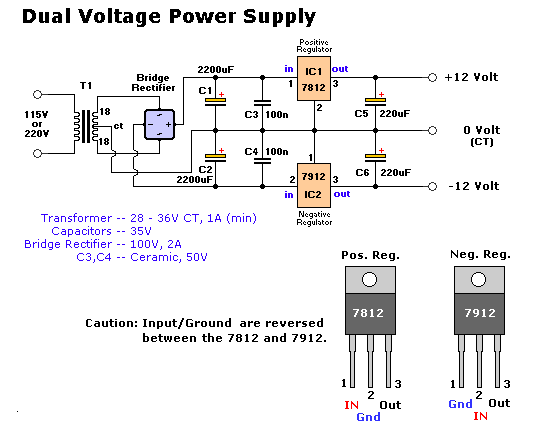 Dual Voltage Power Supply
Positive
Regulator
T1
Bridge
Rectifier
2200uF
in
IC1
7812
out
+12 Volt
1
3
2
C1
+
C3
100n
C5
+
220uF
115V
or
220V
18
ct
18
0 Volt
(CT)
C2
+
2200uF
C4
100n
1
7912
IC2
2
3
in
out
C6
+
220uF
-12 Volt
Negative
Regulator
Transformer -- 28 - 36V CT, 1A (min)
Capacitors -- 35V
Bridge Rectifier -- 100V, 2A
C3,C4 -- Ceramic, 50V
Pos. Reg.
Neg. Reg.
7812
7912
Caution: Input/Ground are reversed
between the 7812 and 7912.
1 2 3
IN Gnd Out
1 2 3
Gnd IN Out